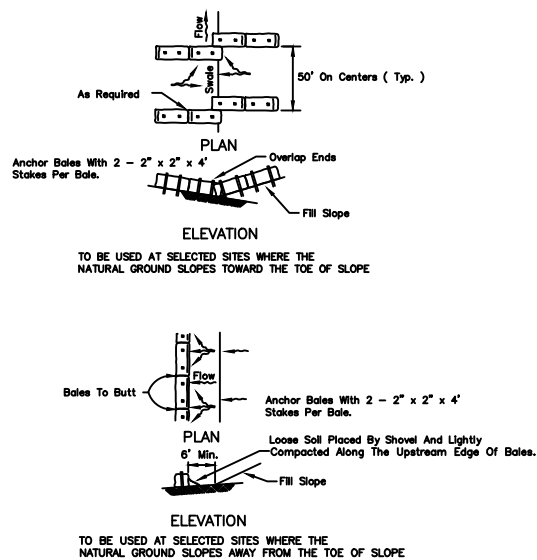 Flow
Swale
50' On Centers ( Typ. )
As Required
PLAN
Anchor Bales With 2 - 2" x 2" x 4'
Stakes Per Bale.
Overlap Ends
Fill Slope
ELEVATION
TO BE USED AT SELECTED SITES WHERE THE
NATURAL GROUND SLOPES TOWARD THE TOE OF SLOPE
Flow
Bales To Butt
Anchor Bales With 2 - 2" x 2" x 4'
Stakes Per Bale.
PLAN
6' Min.
Loose Soil Placed By Shovel And Lightly
Compacted Along The Upstream Edge Of Bales.
Fill Slope
ELEVATION
TO BE USED AT SELECTED SITES WHERE THE
NATURAL GROUND SLOPES AWAY FROM THE TOE OF SLOPE